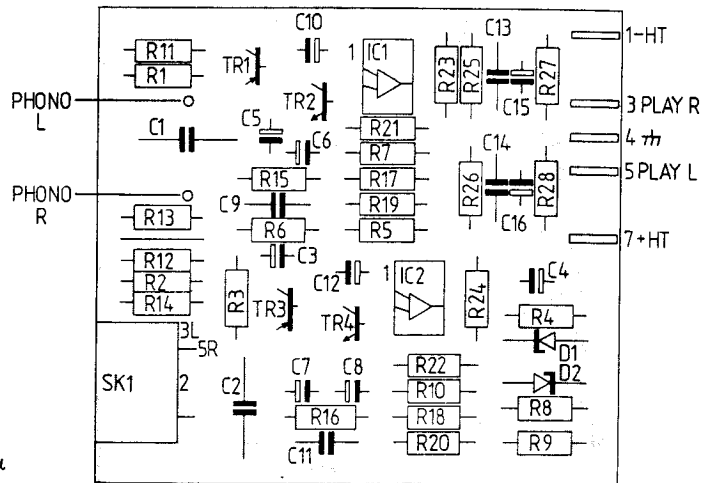 C10
C13
R11
R1
TR1
1
IC1
R23
R25
R27
C15
1-HT
PHONO
L
TR2
3 PLAY R
C1
C5
C6
R21
R7
C14
4
R15
R17
R26
R28
5 PLAY L
PHONO
R
C9
R19
C16
R13
R6
R5
7+HT
C3
R12
R2
R14
R3
TR3
C12
TR4
1
IC2
R24
C4
R4
3L
5R
D1
SK1
2
C2
C7
C8
R22
R10
D2
R16
R18
R8
C11
R20
R9